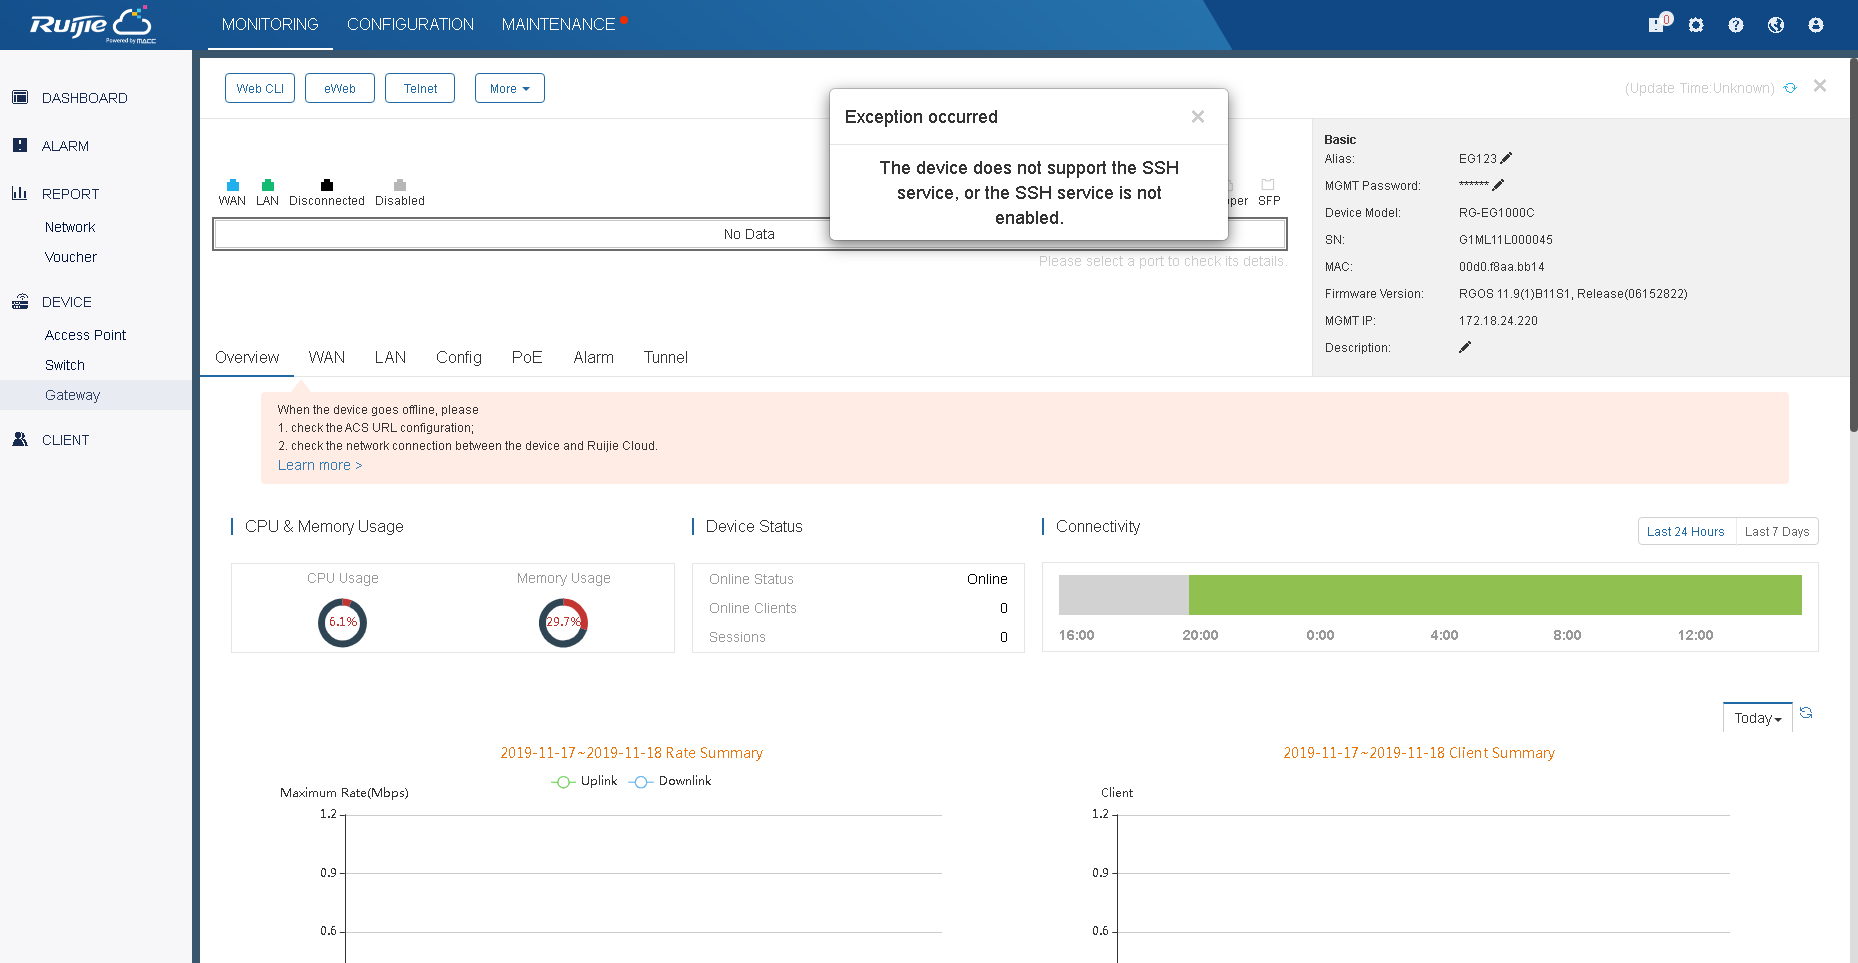 Ruijie
Powered by MACC
MONITORING
CONFIGURATION
MAINTENANCE
0
DASHBOARD
ALARM
REPORT
Network
Voucher
DEVICE
Access Point
Switch
Gateway
CLIENT
Web CLI
eWeb
Telnet
More
(Update Time:Unknown)
Exception occurred
The device does not support the SSH
service, or the SSH service is not
enabled.
WAN
LAN
Disconnected
Disabled
SFP
No Data
Please select a port to check its details.
Basic
Alias: EG123
MGMT Password: ******
Device Model: RG-EG1000C
SN: G1ML11L000045
MAC: 00d0.f8aa.bb14
Firmware Version: RGOS 11.9(1)B11S1, Release(06152822)
MGMT IP: 172.18.24.220
Description:
Overview
WAN
LAN
Config
PoE
Alarm
Tunnel
When the device goes offline, please
1. check the ACS URL configuration;
2. check the network connection between the device and Ruijie Cloud.
Learn more >
CPU & Memory Usage
CPU Usage
Memory Usage
6.1%
29.7%
Device Status
Online Status Online
Online Clients 0
Sessions 0
Connectivity
Last 24 Hours
Last 7 Days
16:00 20:00 0:00 4:00 8:00 12:00
Today
2019-11-17~2019-11-18 Rate Summary
Uplink
Downlink
Maximum Rate(Mbps)
1.2
0.9
0.6
2019-11-17~2019-11-18 Client Summary
Client
1.2
0.9
0.6